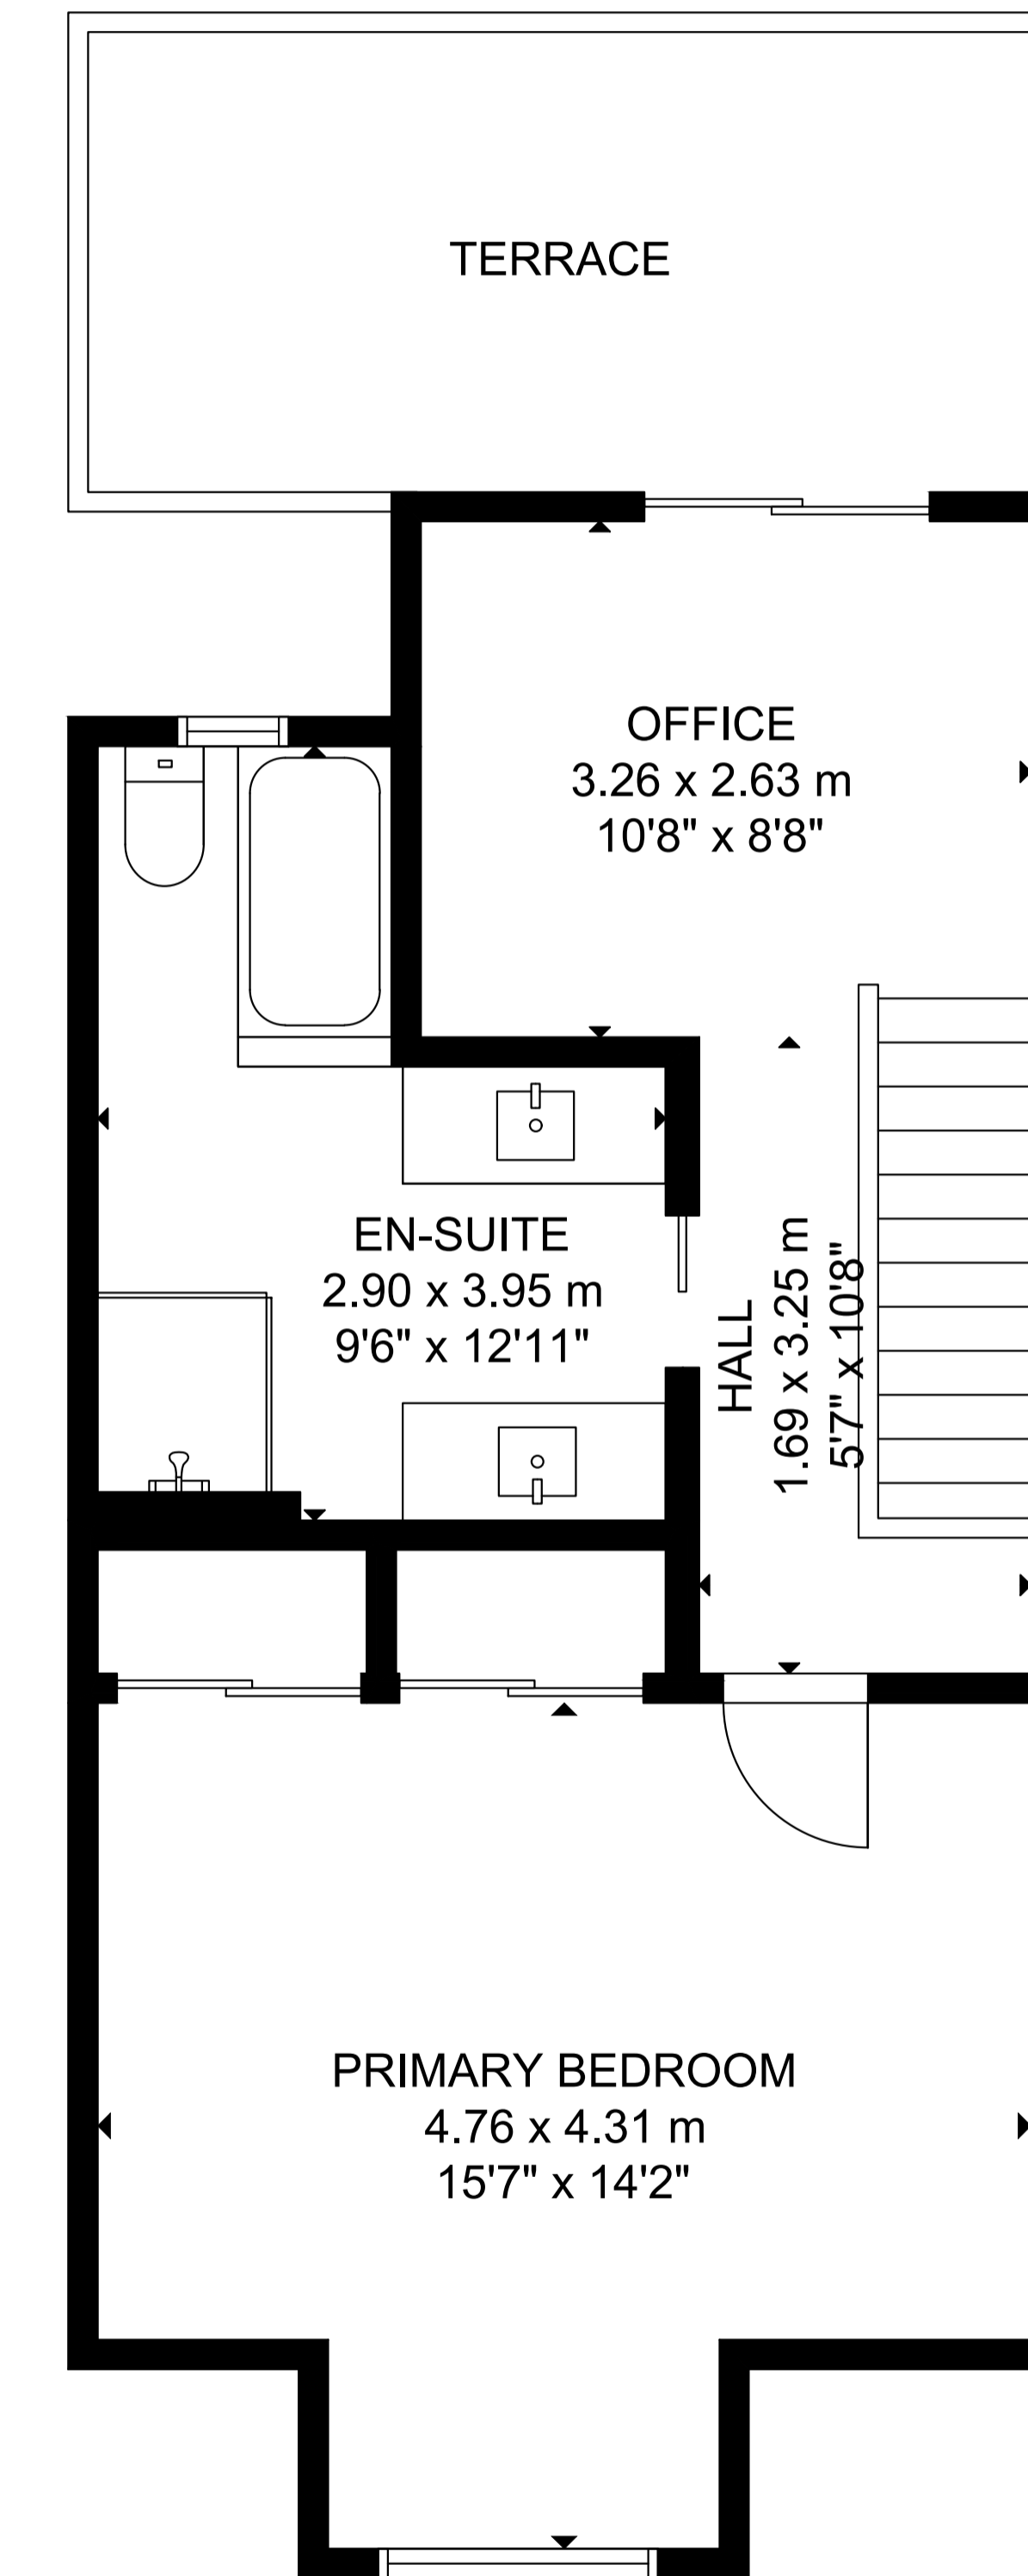 TERRACE
OFFICE
3.26 x 2.63 m
10'8" x 8'8"
EN-SUITE
2.90 x 3.95 m
9'6" x 12'11"
HALL
1.69 x 3.25 m
5'7" x 10'8"
PRIMARY BEDROOM
4.76 x 4.31 m
15'7" x 14'2"